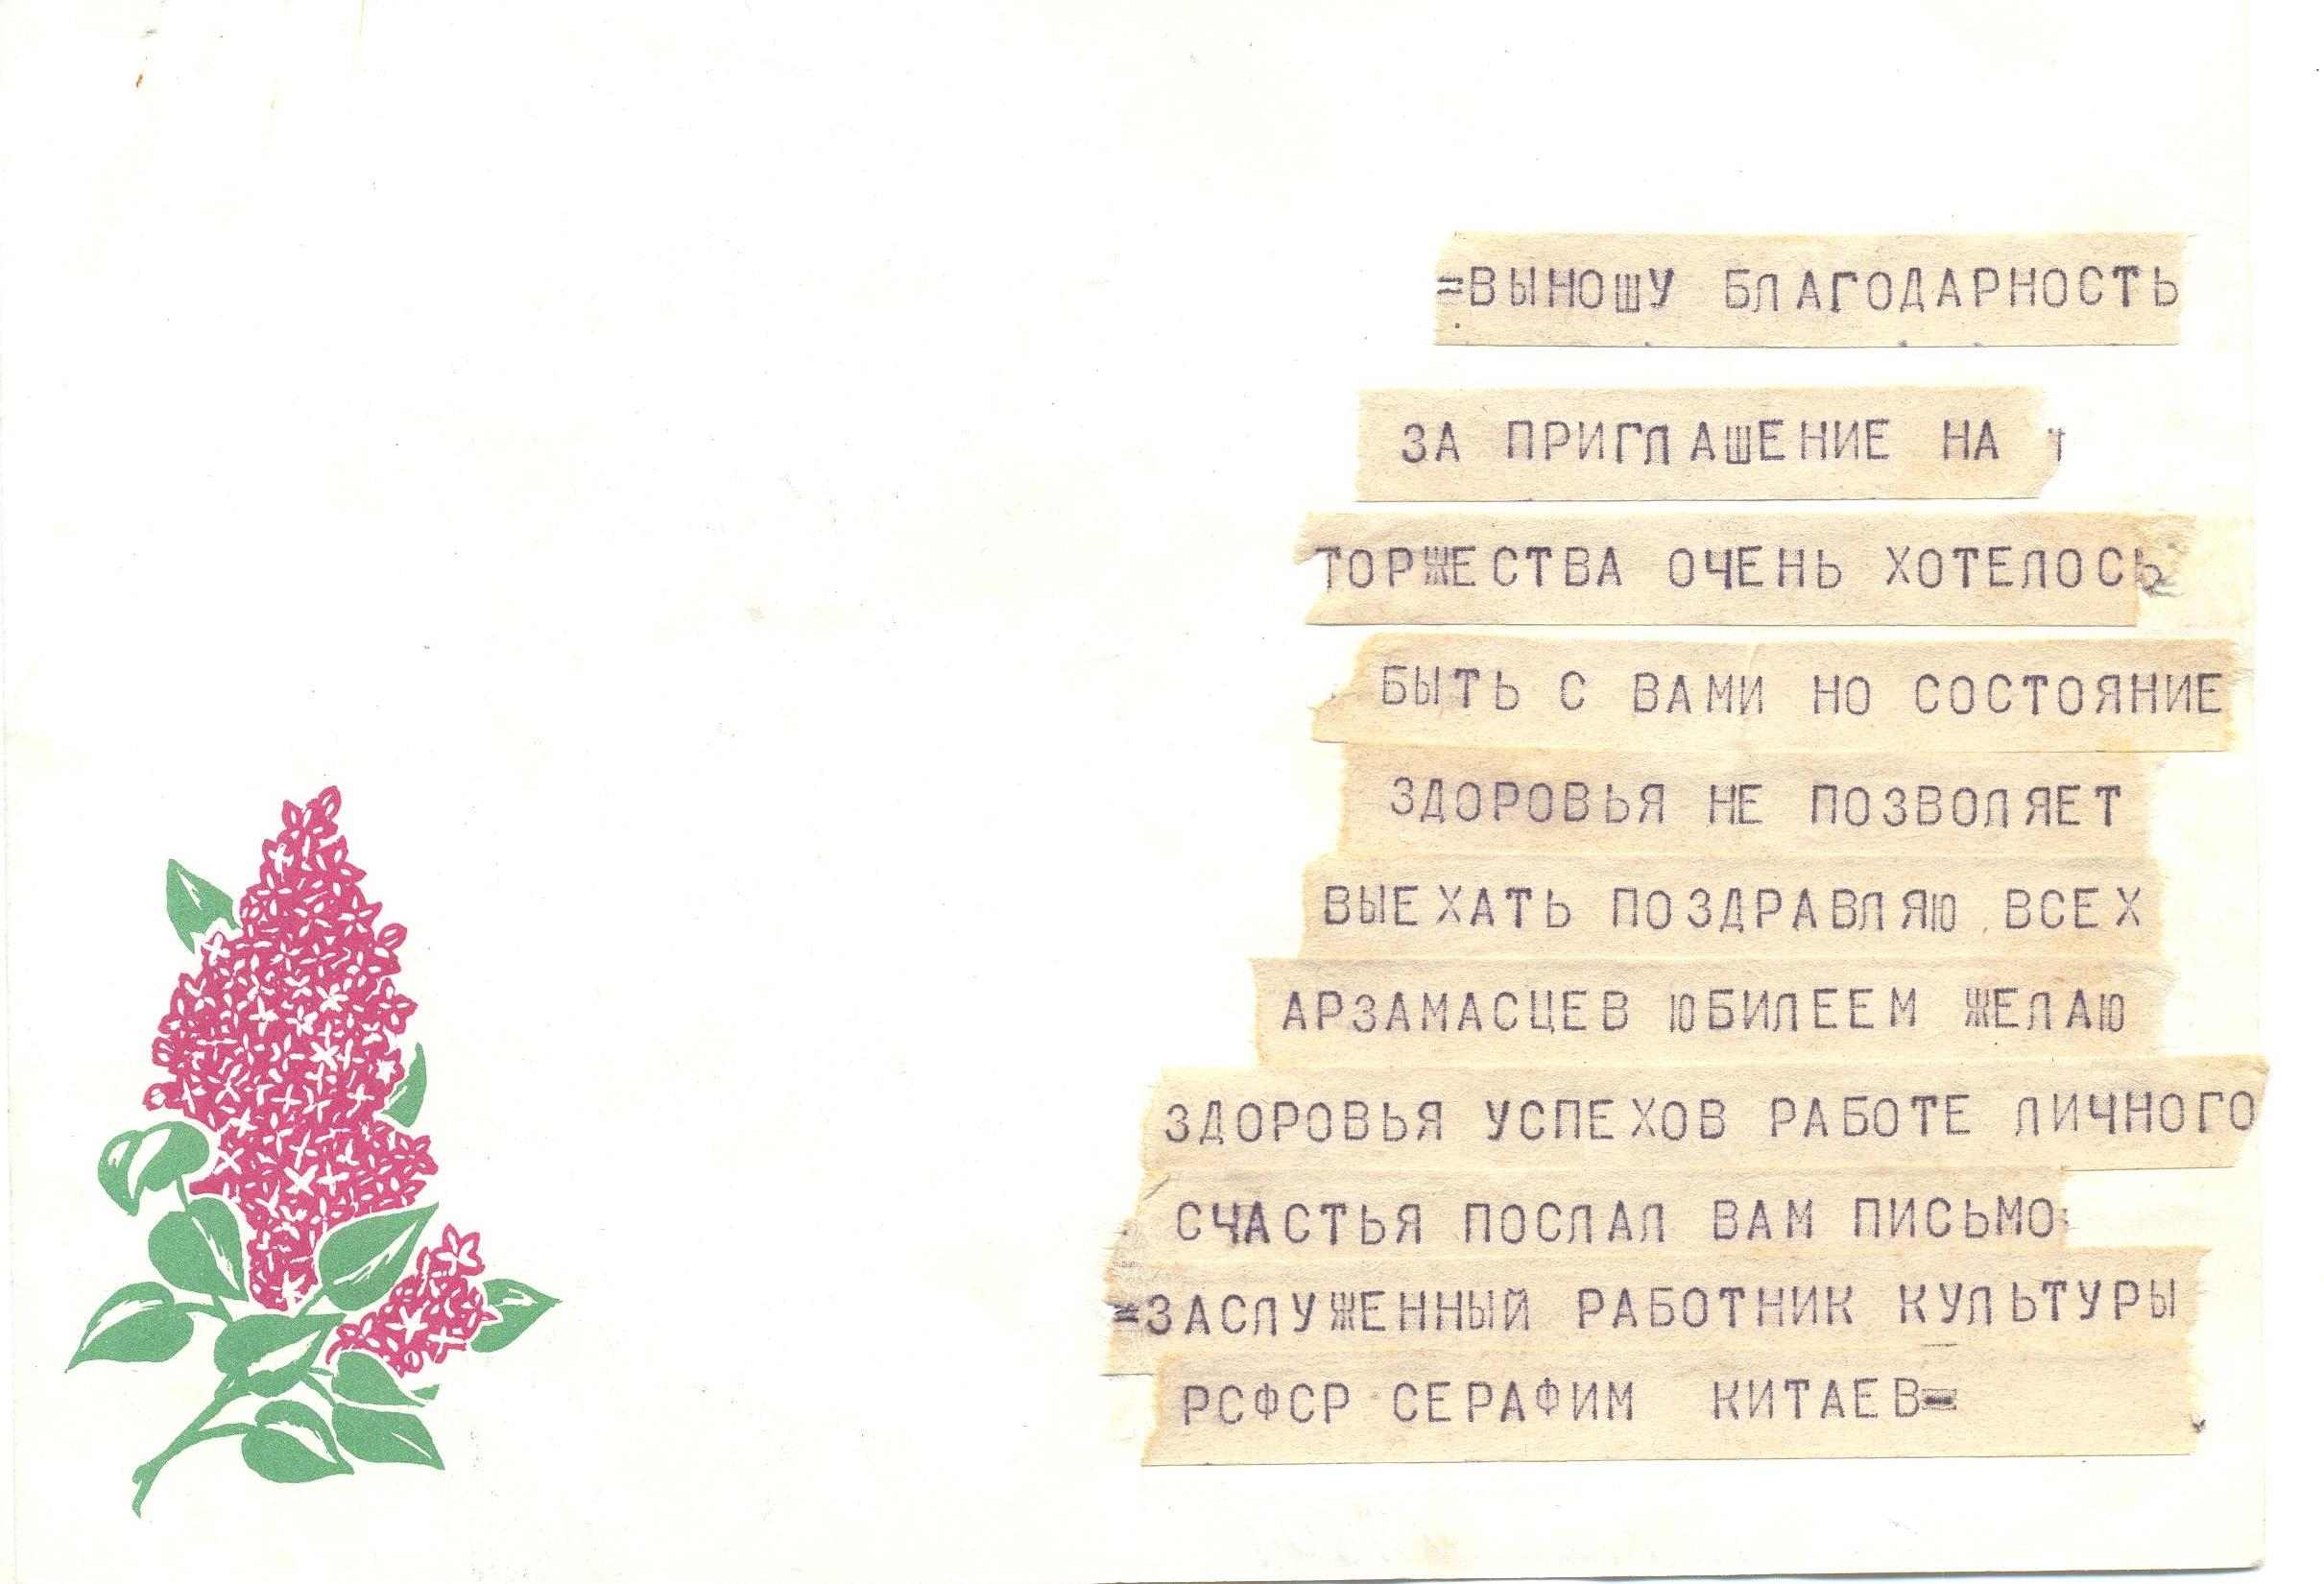 =ВЫНОШУ БЛАГОДАРНОСТЬ
ЗА ПРИГЛАШЕНИЕ НА
ТОРЖЕСТВА ОЧЕНЬ ХОТЕЛОСЬ
БЫТЬ С ВАМИ НО СОСТОЯНИЕ
ЗДОРОВЬЯ НЕ ПОЗВОЛЯЕТ
ВЫЕХАТЬ ПОЗДРАВЛЯЮ ВСЕХ
АРЗАМАСЦЕВ ЮБИЛЕЕМ ЖЕЛАЮ
ЗДОРОВЬЯ УСПЕХОВ РАБОТЕ ЛИЧНОГО
СЧАСТЬЯ ПОСЛАЛ ВАМ ПИСЬМО
=ЗАСЛУЖЕННЫЙ РАБОТНИК КУЛЬТУРЫ
РСФСР СЕРАФИМ КИТАЕВ=